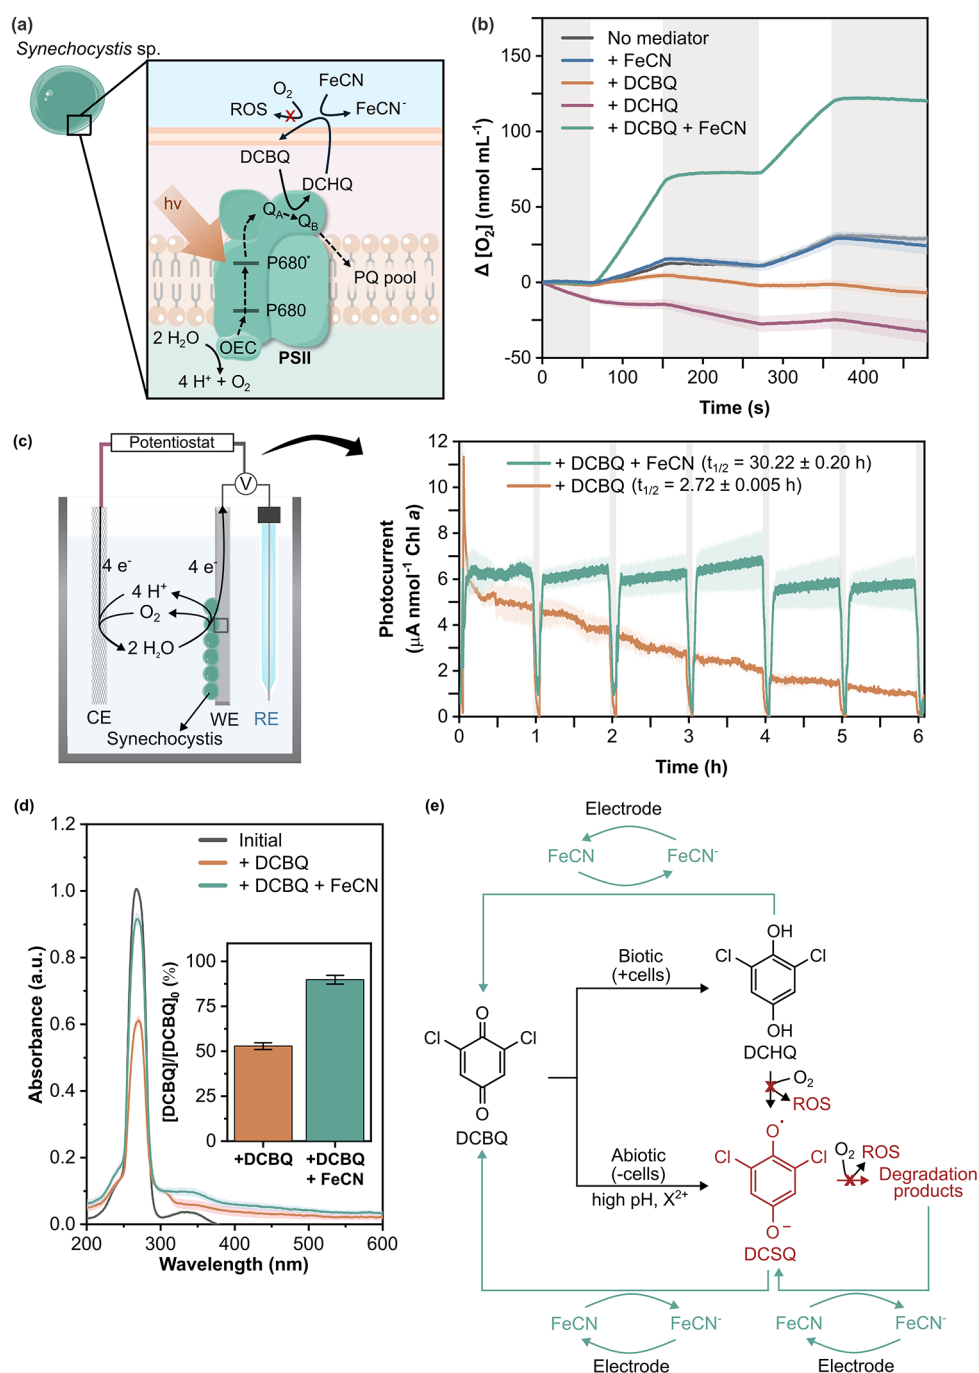 (a)
Synechocystis sp.
FeCN
O₂
ROS
FeCN⁻
DCBQ
DCHQ
hv
Q_A
Q_B
P680*
PQ pool
P680
2 H₂O
OEC
PSII
4 H⁺ + O₂
(b)
No mediator
+ FeCN
+ DCBQ
+ DCHQ
+ DCBQ + FeCN
150
100
50
0
-50
Δ [O₂] (nmol mL⁻¹)
0
100
200
300
400
Time (s)
(c)
Potentiostat
V
4 e⁻
4 e⁻
4 H⁺
O₂
2 H₂O
CE
WE
RE
Synechocystis
+ DCBQ + FeCN (t₁/₂ = 30.22 ± 0.20 h)
+ DCBQ (t₁/₂ = 2.72 ± 0.005 h)
12
10
8
6
4
2
0
Photocurrent
(μA nmol⁻¹ Chl a)
0
1
2
3
4
5
6
Time (h)
(d)
Initial
+ DCBQ
+ DCBQ + FeCN
1.2
1.0
0.8
0.6
0.4
0.2
0.0
Absorbance (a.u.)
200
300
400
500
600
Wavelength (nm)
[DCBQ]/[DCBQ]₀ (%)
100
75
50
25
0
+DCBQ
+DCBQ
+ FeCN
(e)
Electrode
FeCN
FeCN⁻
OH
Cl
Cl
OH
DCHQ
Biotic
(+cells)
O
Cl
Cl
O
DCBQ
O₂
ROS
Abiotic
(-cells)
high pH, X²⁺
O•
Cl
Cl
O⁻
DCSQ
O₂
ROS
Degradation
products
FeCN
FeCN⁻
Electrode
FeCN
FeCN⁻
Electrode